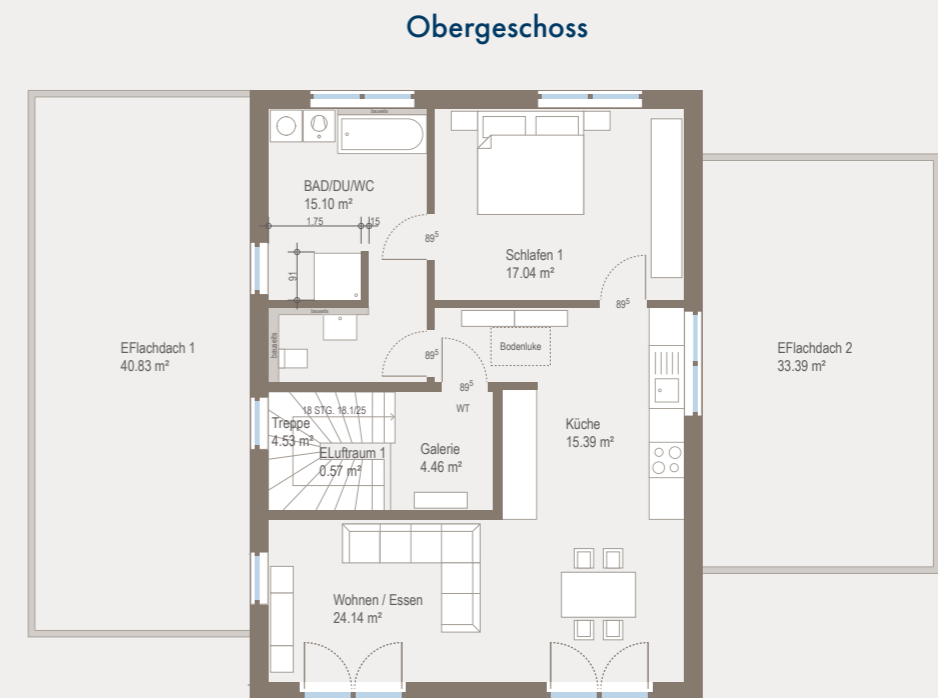 Obergeschoss
bauseits
BAD/DU/WC
15.10 m²
1.75
15
89⁵
91
Schlafen 1
17.04 m²
89⁵
bauseits
bauseits
89⁵
Bodenluke
EFlachdach 1
40.83 m²
EFlachdach 2
33.39 m²
89⁵
WT
18 STG. 18.1/25
Treppe
4.53 m²
ELuftraum 1
0.57 m²
Galerie
4.46 m²
Küche
15.39 m²
Wohnen / Essen
24.14 m²